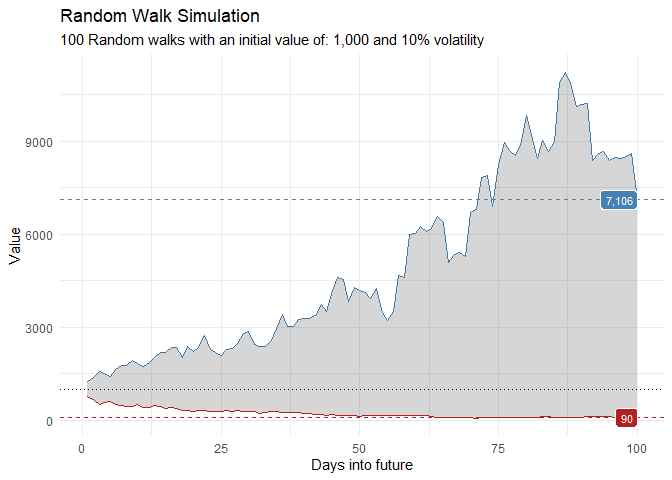 Random Walk Simulation
100 Random walks with an initial value of: 1,000 and 10% volatility
9000
7,106
6000
Value
3000
0
90
0
25
50
75
100
Days into future